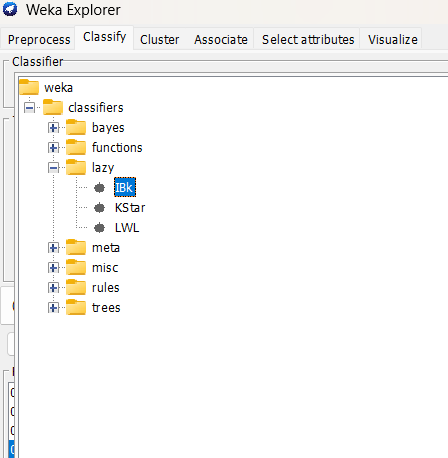 Weka Explorer
Preprocess Classify Cluster Associate Select attributes Visualize
Classifier
weka
classifiers
bayes
functions
lazy
IBk
KStar
LWL
meta
misc
rules
trees